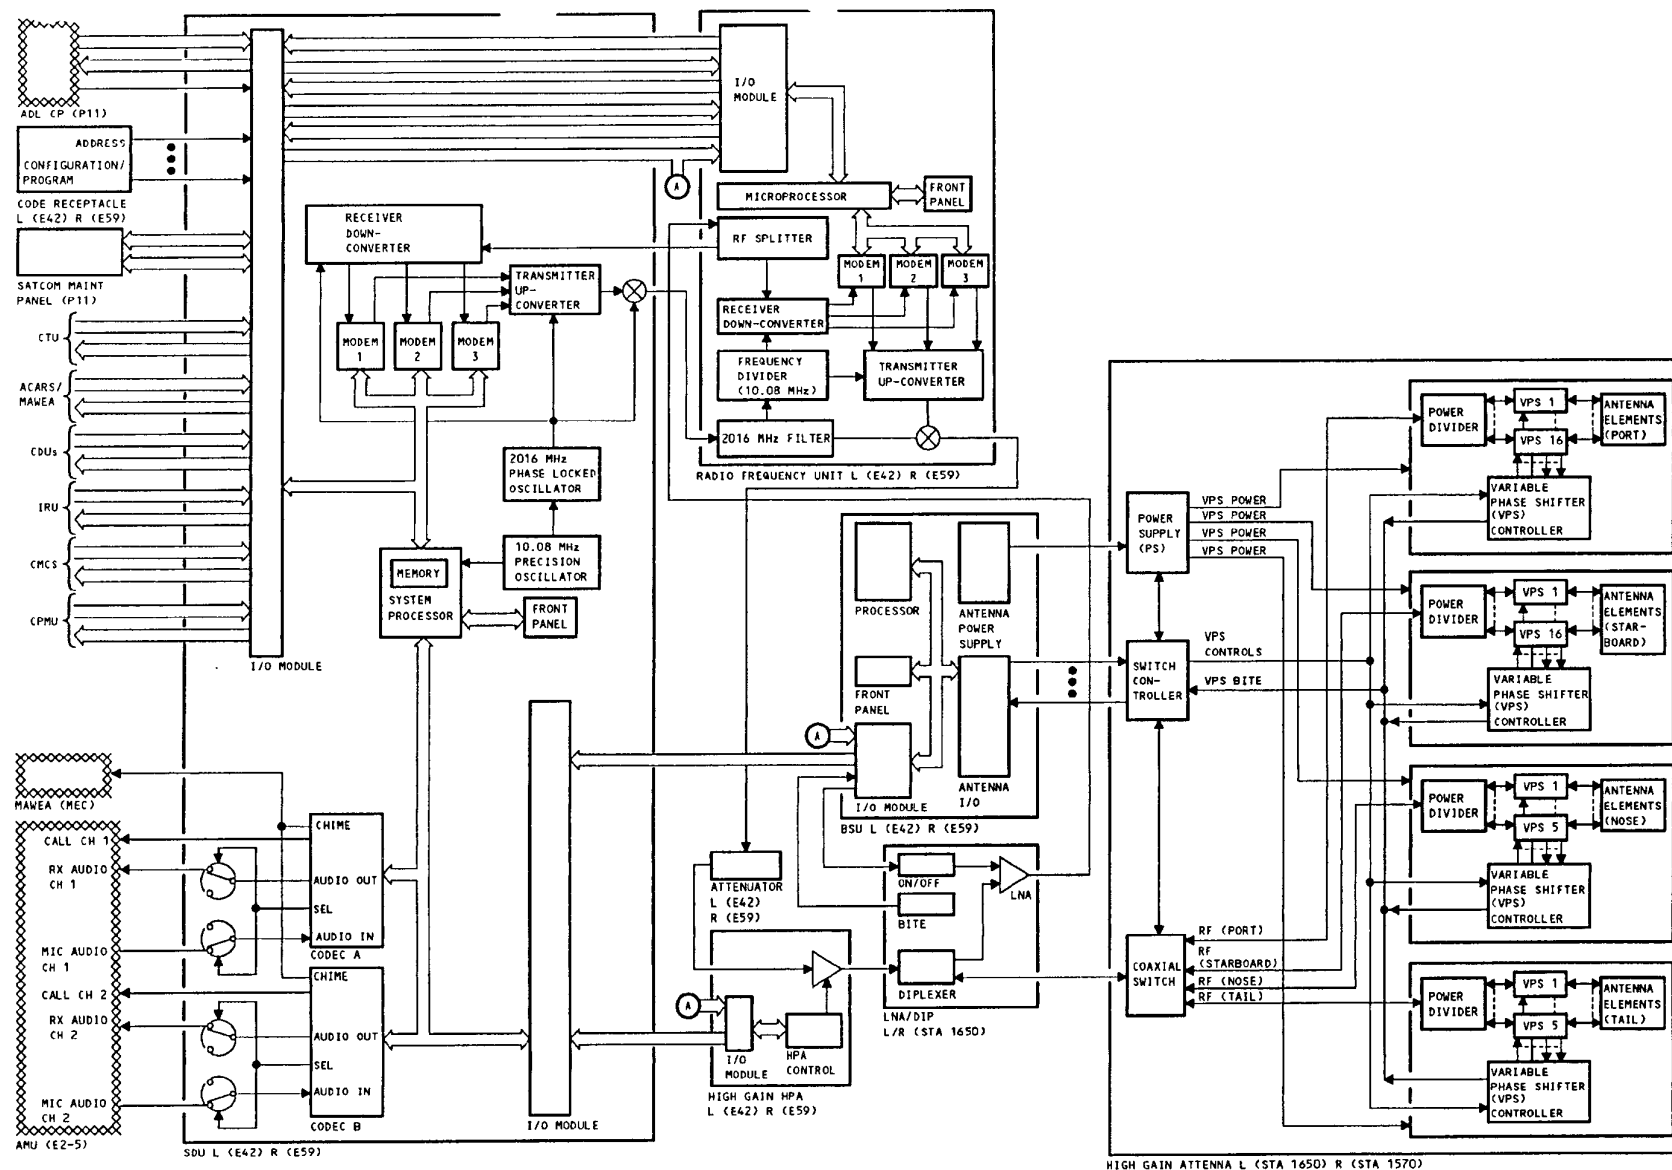 ADL CP (P11)
ADDRESS
CONFIGURATION/
PROGRAM
CODE RECEPTACLE
L (E42) R (E59)
SATCOM MAINT
PANEL (P11)
CTU
ACARS/
MAWEA
CDUs
IRU
CMCS
CPMU
I/O MODULE
RECEIVER
DOWN-
CONVERTER
TRANSMITTER
UP-
CONVERTER
MODEM
1
MODEM
2
MODEM
3
2016 MHz
PHASE LOCKED
OSCILLATOR
10.08 MHz
PRECISION
OSCILLATOR
MEMORY
SYSTEM
PROCESSOR
FRONT
PANEL
I/O
MODULE
A
MICROPROCESSOR
FRONT
PANEL
RF SPLITTER
MODEM
1
MODEM
2
MODEM
3
RECEIVER
DOWN-CONVERTER
FREQUENCY
DIVIDER
(10.08 MHz)
TRANSMITTER
UP-CONVERTER
2016 MHz FILTER
RADIO FREQUENCY UNIT L (E42) R (E59)
PROCESSOR
ANTENNA
POWER
SUPPLY
FRONT
PANEL
A
I/O MODULE
ANTENNA
I/O
BSU L (E42) R (E59)
MAWEA (MEC)
CALL CH 1
RX AUDIO
CH 1
MIC AUDIO
CH 1
CALL CH 2
RX AUDIO
CH 2
MIC AUDIO
CH 2
AMU (E2-5)
CHIME
AUDIO OUT
SEL
AUDIO IN
CODEC A
CHIME
AUDIO OUT
SEL
AUDIO IN
CODEC B
I/O MODULE
SDU L (E42) R (E59)
ATTENUATOR
L (E42)
R (E59)
A
I/O
MODULE
HPA
CONTROL
HIGH GAIN HPA
L (E42) R (E59)
ON/OFF
BITE
LNA
DIPLEXER
LNA/DIP
L/R (STA 1650)
POWER
SUPPLY
(PS)
VPS POWER
VPS POWER
VPS POWER
VPS POWER
SWITCH
CON-
TROLLER
VPS
CONTROLS
VPS BITE
COAXIAL
SWITCH
RF (PORT)
RF
(STARBOARD)
RF (NOSE)
RF (TAIL)
POWER
DIVIDER
VPS 1
VPS 16
ANTENNA
ELEMENTS
(PORT)
VARIABLE
PHASE SHIFTER
(VPS)
CONTROLLER
POWER
DIVIDER
VPS 1
VPS 16
ANTENNA
ELEMENTS
(STAR-
BOARD)
VARIABLE
PHASE SHIFTER
(VPS)
CONTROLLER
POWER
DIVIDER
VPS 1
VPS 5
ANTENNA
ELEMENTS
(NOSE)
VARIABLE
PHASE SHIFTER
(VPS)
CONTROLLER
POWER
DIVIDER
VPS 1
VPS 5
ANTENNA
ELEMENTS
(TAIL)
VARIABLE
PHASE SHIFTER
(VPS)
CONTROLLER
HIGH GAIN ATTENNA L (STA 1650) R (STA 1570)